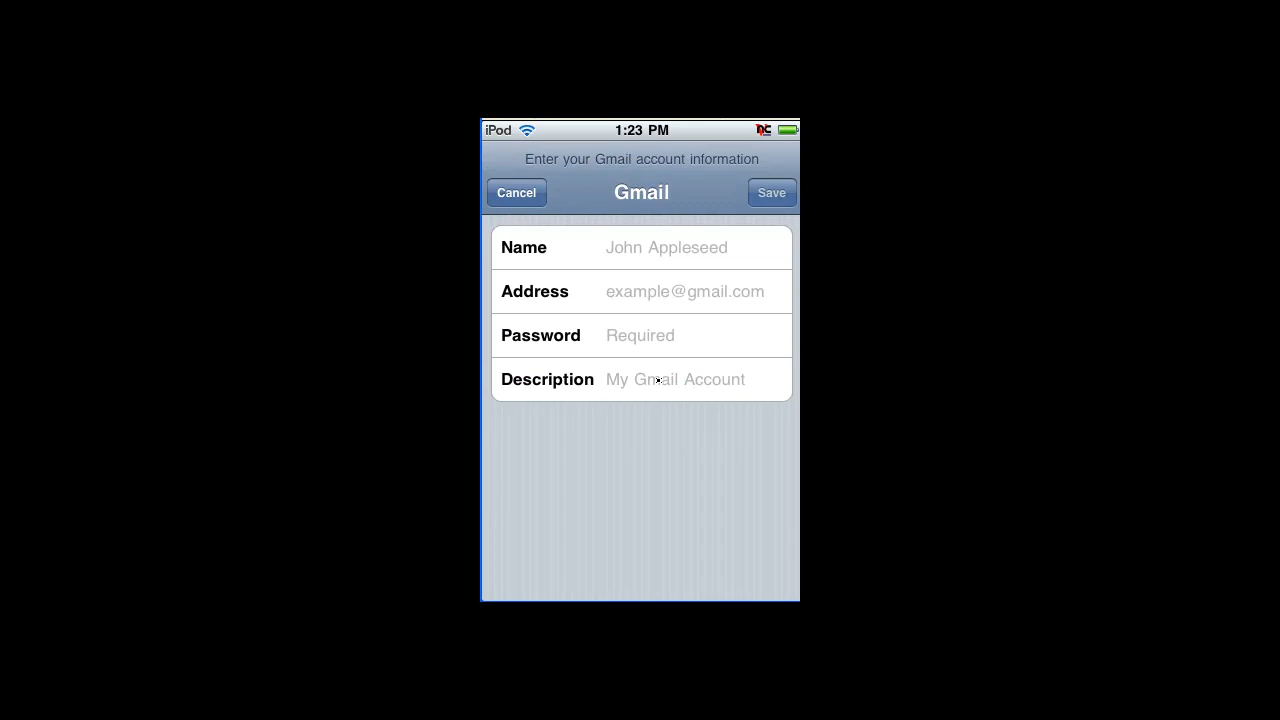 iPod 1:23 PM
Enter your Gmail account information
Cancel Gmail Save
Name John Appleseed
Address example@gmail.com
Password Required
Description My Gmail Account